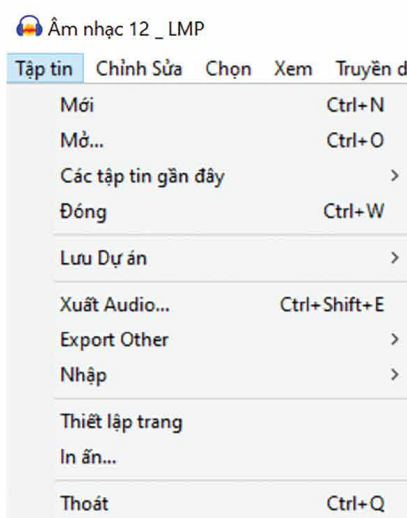 Âm nhạc 12 _ LMP
Tập tin Chỉnh Sửa Chọn Xem Truyền
Mới Ctrl+N
Mở... Ctrl+O
Các tập tin gần đây >
Đóng Ctrl+W
Lưu Dự án >
Xuất Audio... Ctrl+Shift+E
Export Other >
Nhập >
Thiết lập trang
In ấn...
Thoát Ctrl+Q